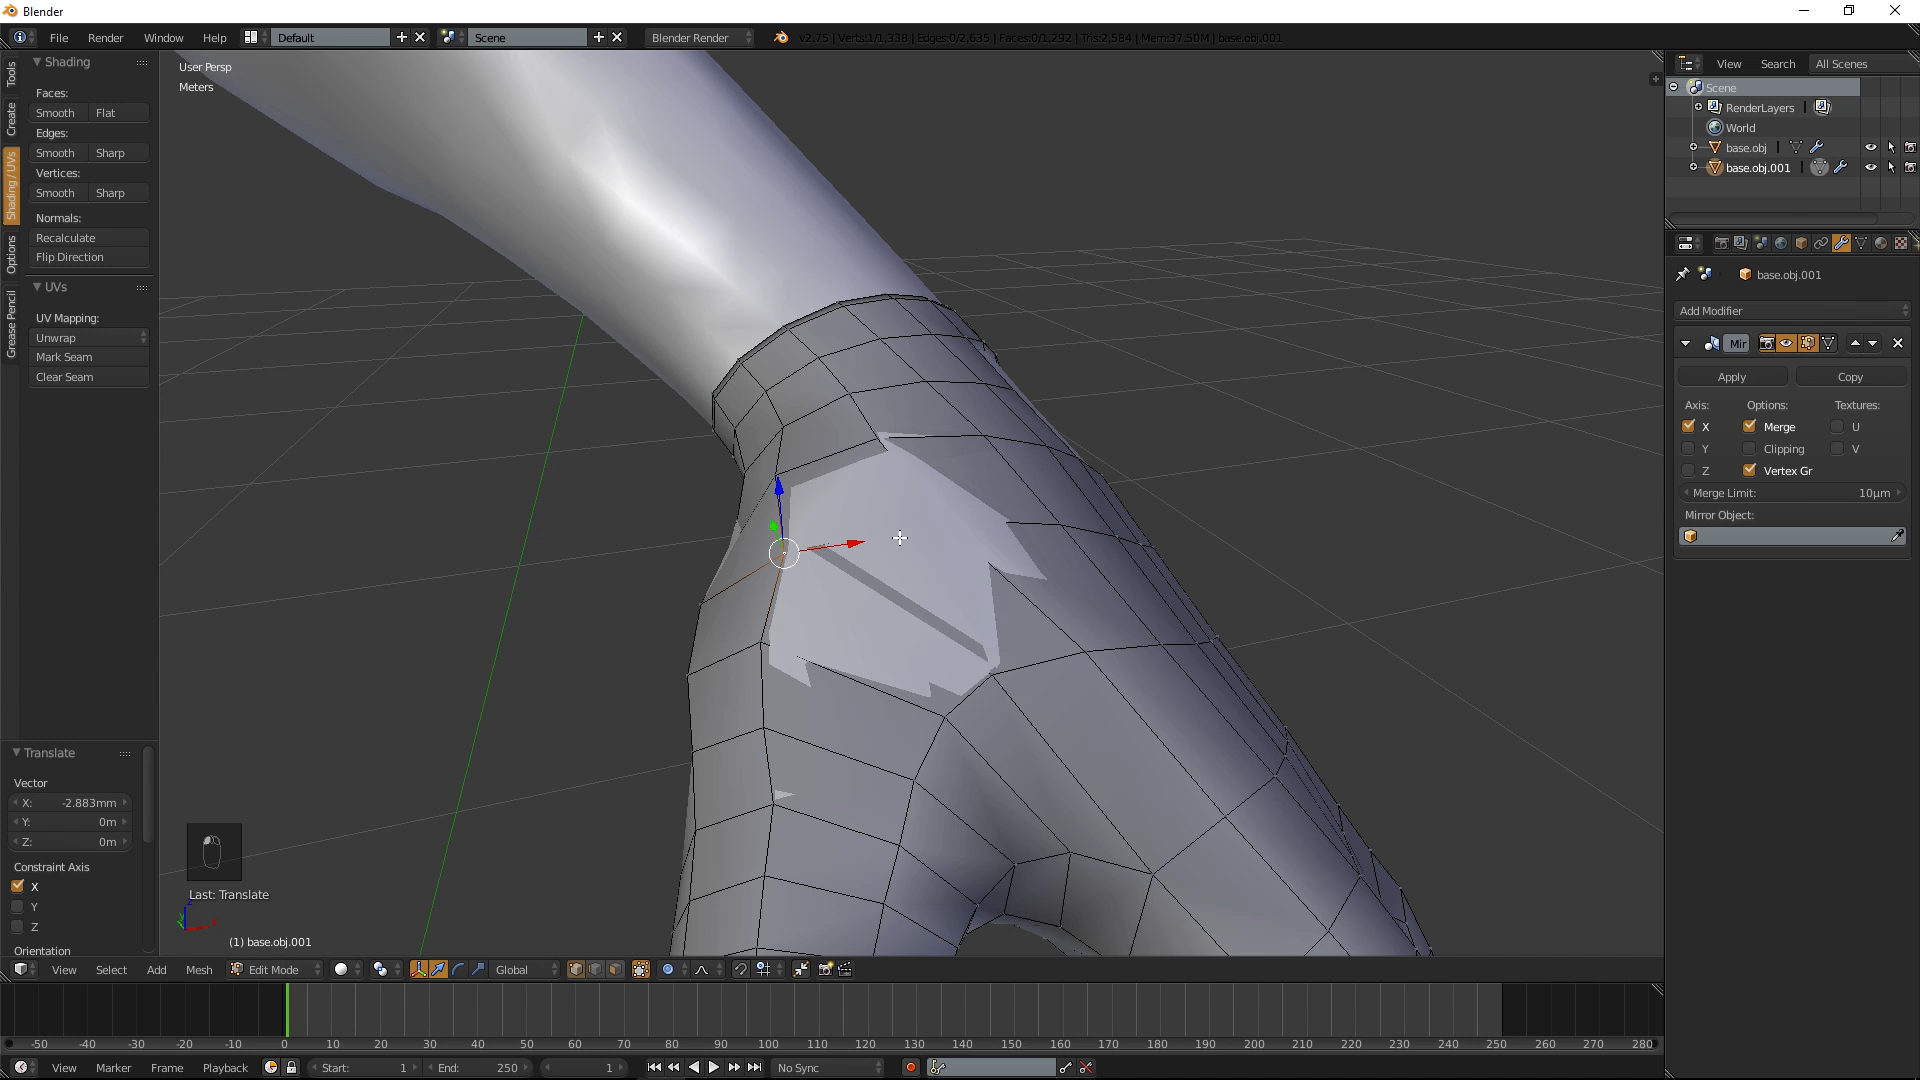 Blender
File Render Window Help Default Scene Blender Render v2.75 | Verts:1/1,338 | Edges:0/2,635 | Faces:0/1,292 | Tris:2,584 | Mem:37.50M | base.obj.001
Tools
Create
Shading / UVs
Options
Grease Pencil
Shading
Faces:
Smooth Flat
Edges:
Smooth Sharp
Vertices:
Smooth Sharp
Normals:
Recalculate
Flip Direction
UVs
UV Mapping:
Unwrap
Mark Seam
Clear Seam
Translate
Vector
X: -2.883mm
Y: 0m
Z: 0m
Constraint Axis
X
Y
Z
Orientation
User Persp
Meters
Last: Translate
(1) base.obj.001
View Search All Scenes
Scene
RenderLayers
World
base.obj
base.obj.001
base.obj.001
Add Modifier
Mir
Apply Copy
Axis: Options: Textures:
X Merge U
Y Clipping V
Z Vertex Gr
Merge Limit: 10µm
Mirror Object:
View Select Add Mesh Edit Mode Global
-50 -40 -30 -20 -10 0 10 20 30 40 50 60 70 80 90 100 110 120 130 140 150 160 170 180 190 200 210 220 230 240 250 260 270 280
View Marker Frame Playback Start: 1 End: 250 1 No Sync